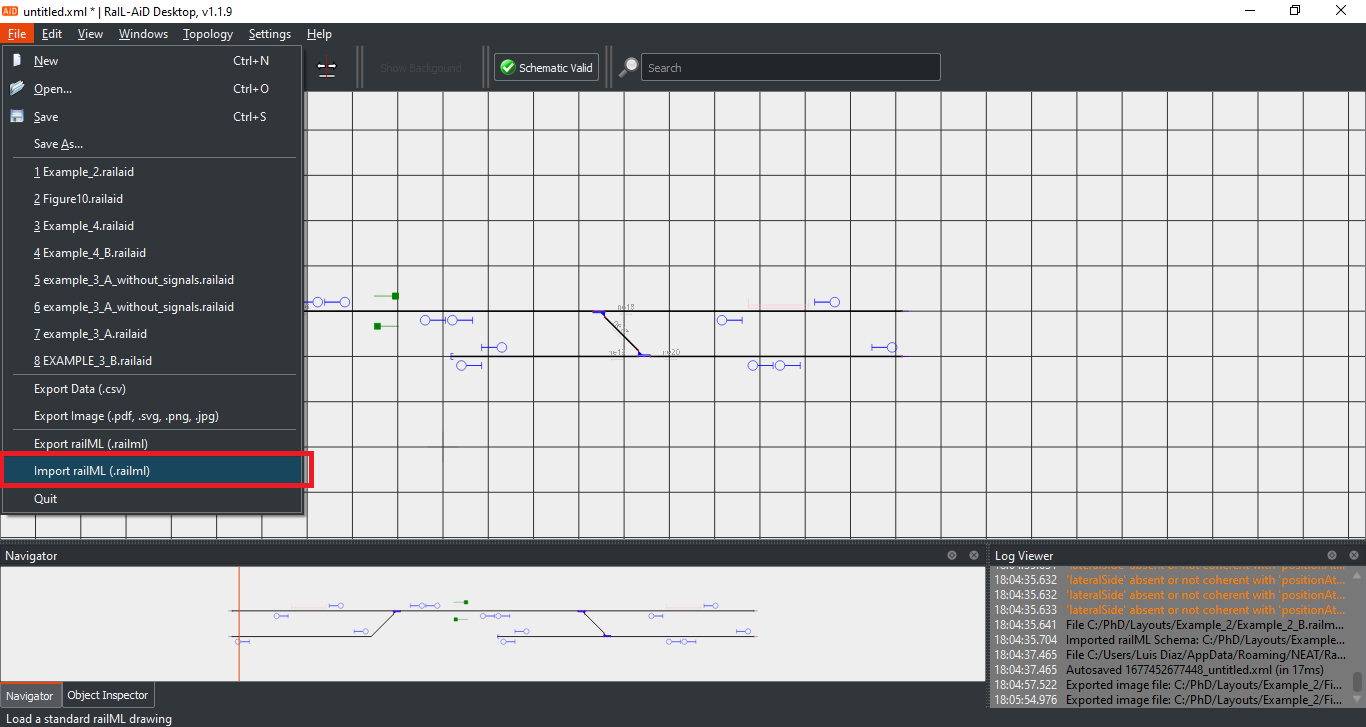 AiD untitled.xml * | RaIL-AiD Desktop, v1.1.9
File Edit View Windows Topology Settings Help
New Ctrl+N
Open... Ctrl+O
Save Ctrl+S
Save As...
1 Example_2.railaid
2 Figure10.railaid
3 Example_4.railaid
4 Example_4_B.railaid
5 example_3_A_without_signals.railaid
6 example_3_A_without_signals.railaid
7 example_3_A.railaid
8 EXAMPLE_3_B.railaid
Export Data (.csv)
Export Image (.pdf, .svg, .png, .jpg)
Export railML (.railml)
Import railML (.railml)
Quit
Show Background
Schematic Valid
Search
ne18
ne20
Navigator
Log Viewer
18:04:35.632 'lateralSide' absent or not coherent with 'positionAt...
18:04:35.632 'lateralSide' absent or not coherent with 'positionAt...
18:04:35.633 'lateralSide' absent or not coherent with 'positionAt...
18:04:35.641 File C:/PhD/Layouts/Example_2/Example_2_B.railm...
18:04:35.704 Imported railML Schema: C:/PhD/Layouts/Example...
18:04:37.465 File C:/Users/Luis Diaz/AppData/Roaming/NEAT/Ra...
18:04:37.465 Autosaved 1677452677448_untitled.xml (in 17ms)
18:04:57.522 Exported image file: C:/PhD/Layouts/Example_2/Fi...
18:05:54.976 Exported image file: C:/PhD/Layouts/Example_2/Fi...
Navigator Object Inspector
Load a standard railML drawing